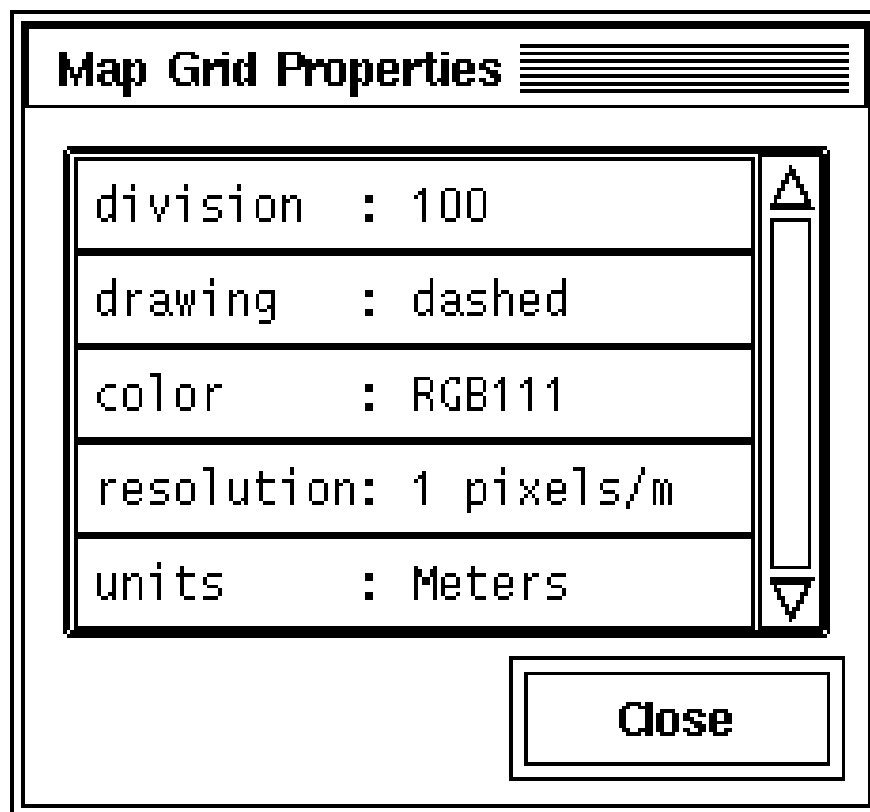 Map Grid Properties
division  : 100
drawing   : dashed
color     : RGB111
resolution: 1 pixels/m
units     : Meters
Close